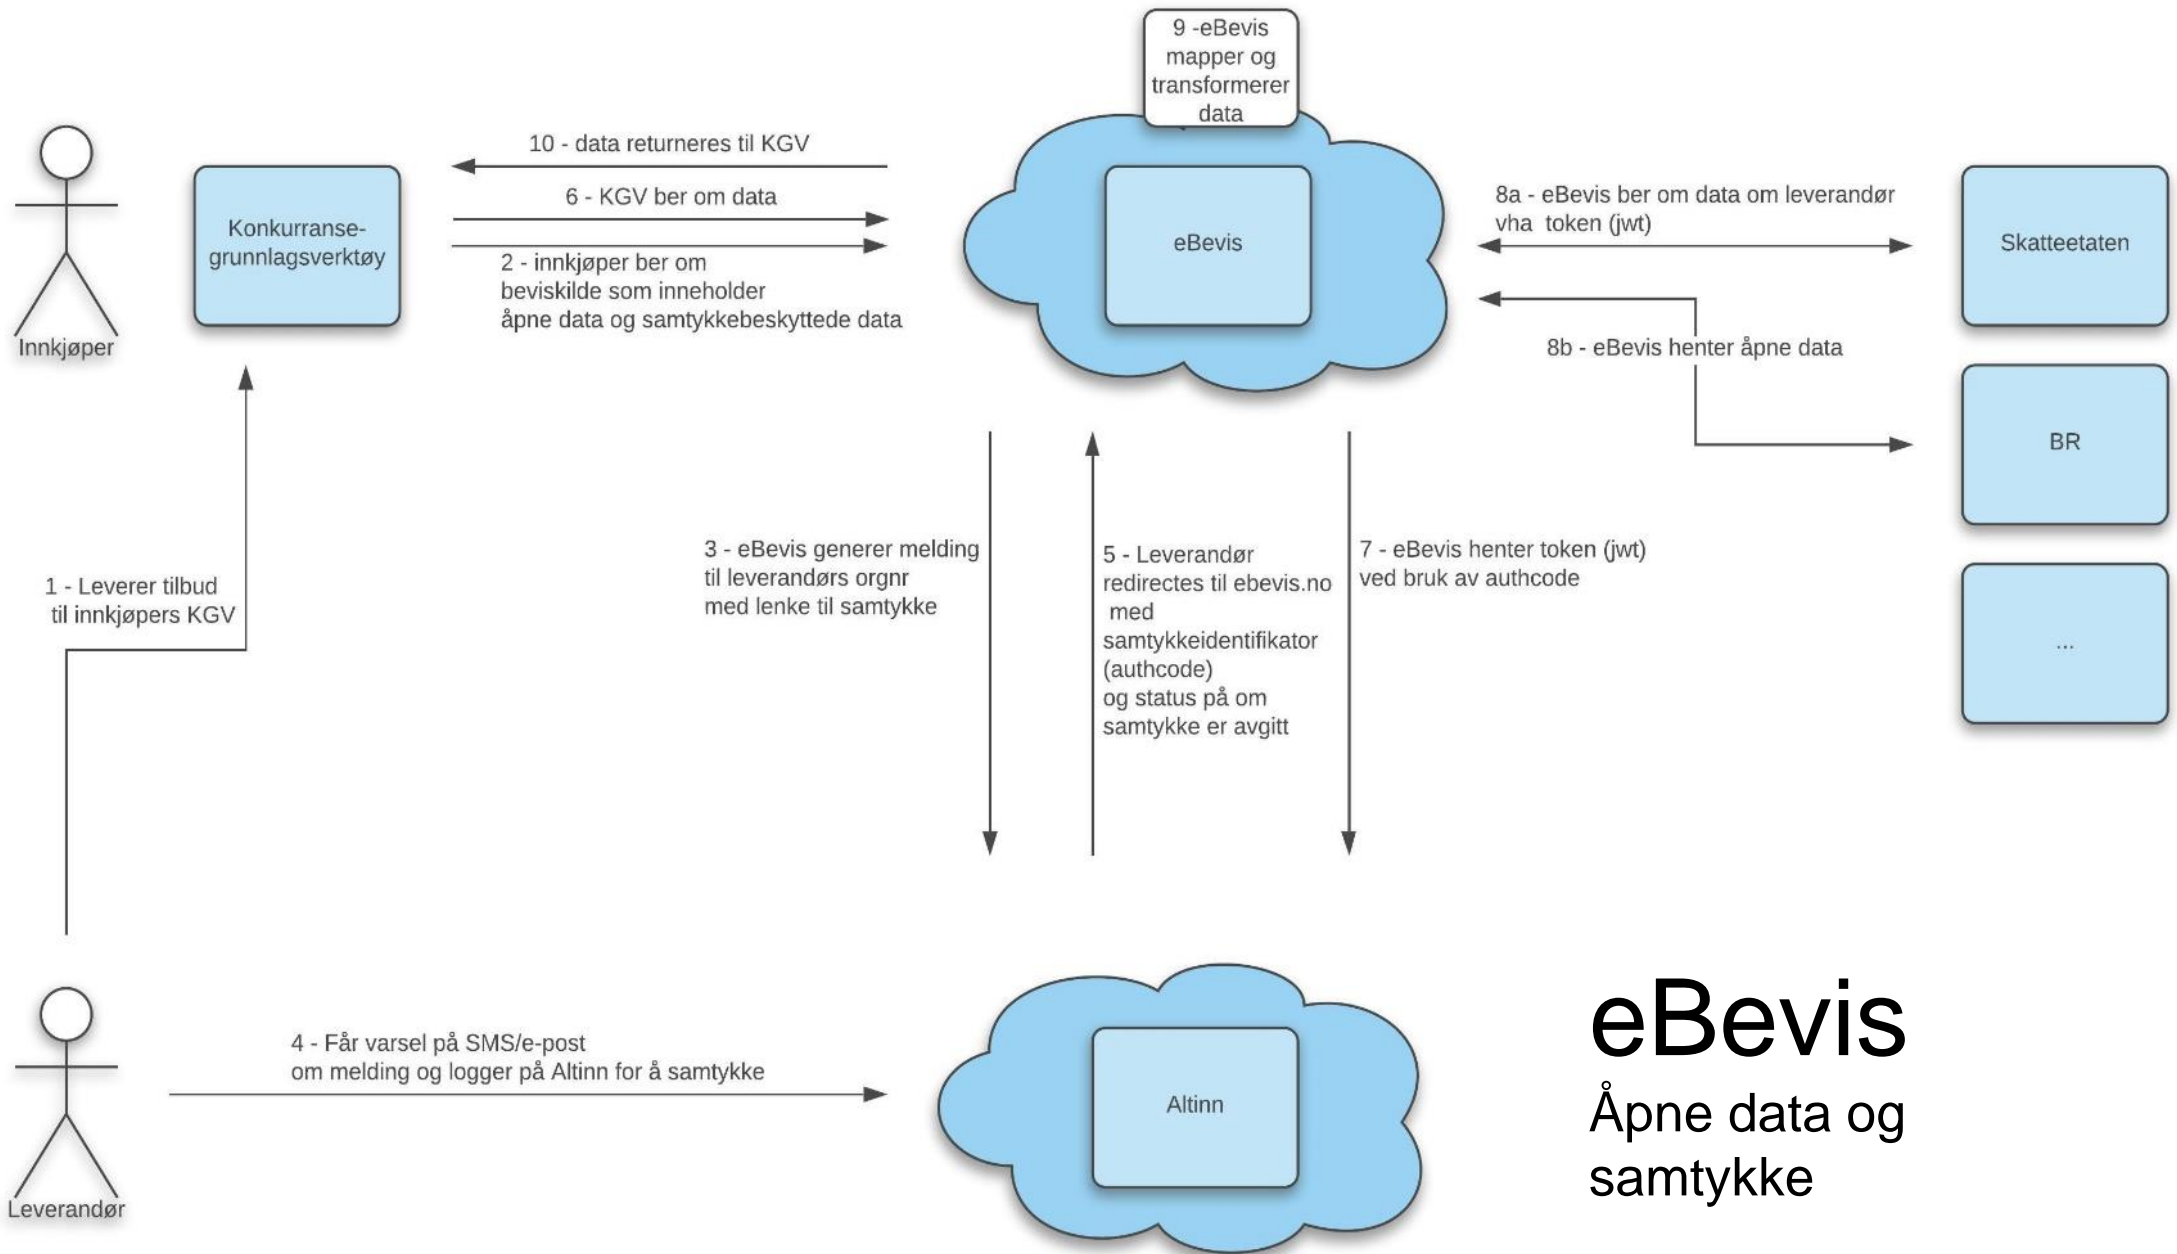 9 -eBevis
mapper og
transformerer
data
10 - data returneres til KGV
6 - KGV ber om data
2 - innkjøper ber om
beviskilde som inneholder
åpne data og samtykkebeskyttede data
Innkjøper
Konkurranse-
grunnlagsverktøy
eBevis
8a - eBevis ber om data om leverandør
vha  token (jwt)
8b - eBevis henter åpne data
Skatteetaten
BR
...
1 - Leverer tilbud
til innkjøpers KGV
3 - eBevis generer melding
til leverandørs orgnr
med lenke til samtykke
5 - Leverandør
redirectes til ebevis.no
med
samtykkeidentifikator
(authcode)
og status på om
samtykke er avgitt
7 - eBevis henter token (jwt)
ved bruk av authcode
4 - Får varsel på SMS/e-post
om melding og logger på Altinn for å samtykke
Leverandør
Altinn
eBevis
Åpne data og
samtykke